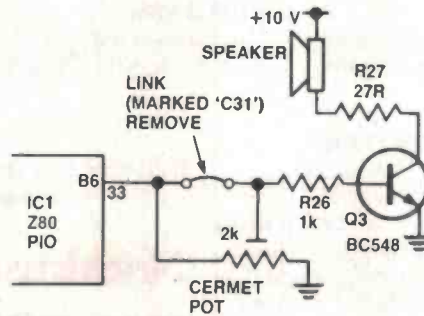 +10 V
SPEAKER
R27
27R
LINK
(MARKED 'C31')
REMOVE
B6
33
IC1
Z80
PIO
R26
1k
Q3
BC548
2k
CERMET
POT